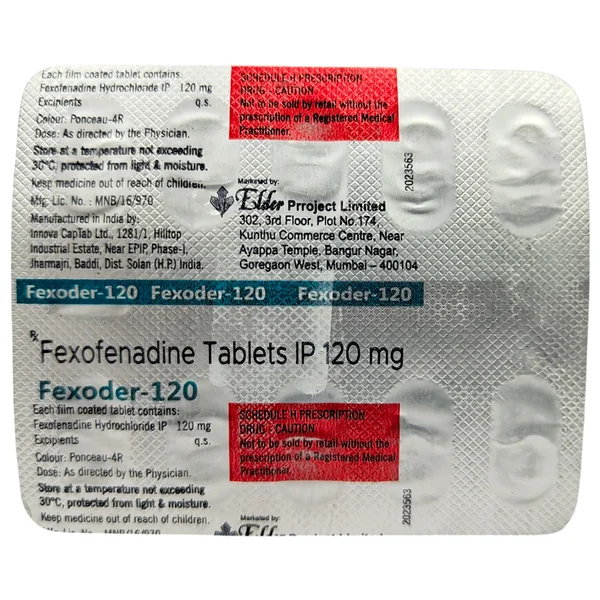 Each film coated tablet contains:
Fexofenadine Hydrochloride IP 120 mg
Excipients q.s.
Colour: Ponceau-4R
Dose: As directed by the Physician.
Store at a temperature not exceeding
30°C, protected from light & moisture.
Keep medicine out of reach of children.
Mfg. Lic. No. : MNB/16/970
Manufactured in India by:
Innova CapTab Ltd., 1281/1, Hilltop
Industrial Estate, Near EPIP, Phase-I,
Jharmajri, Baddi, Dist. Solan (H.P.) India.
SCHEDULE H PRESCRIPTION
DRUG - CAUTION
Not to be sold by retail without the
prescription of a Registered Medical
Practitioner.
Marketed by:
Elder Prroject Limited
302, 3rd Floor, Plot No.174,
Kunthu Commerce Centre, Near
Ayappa Temple, Bangur Nagar,
Goregaon West, Mumbai – 400104
2023563
Fexoder-120 Fexoder-120 Fexoder-120
Rx Fexofenadine Tablets IP 120 mg
Fexoder-120
Each film coated tablet contains:
Fexofenadine Hydrochloride IP 120 mg
Excipients q.s.
Colour: Ponceau-4R
Dose: As directed by the Physician.
Store at a temperature not exceeding
30°C, protected from light & moisture.
Keep medicine out of reach of children.
MNB/16/970
SCHEDULE H PRESCRIPTION
DRUG - CAUTION
Not to be sold by retail without the
prescription of a Registered Medical
Practitioner.
Marketed by:
Elder
2023563